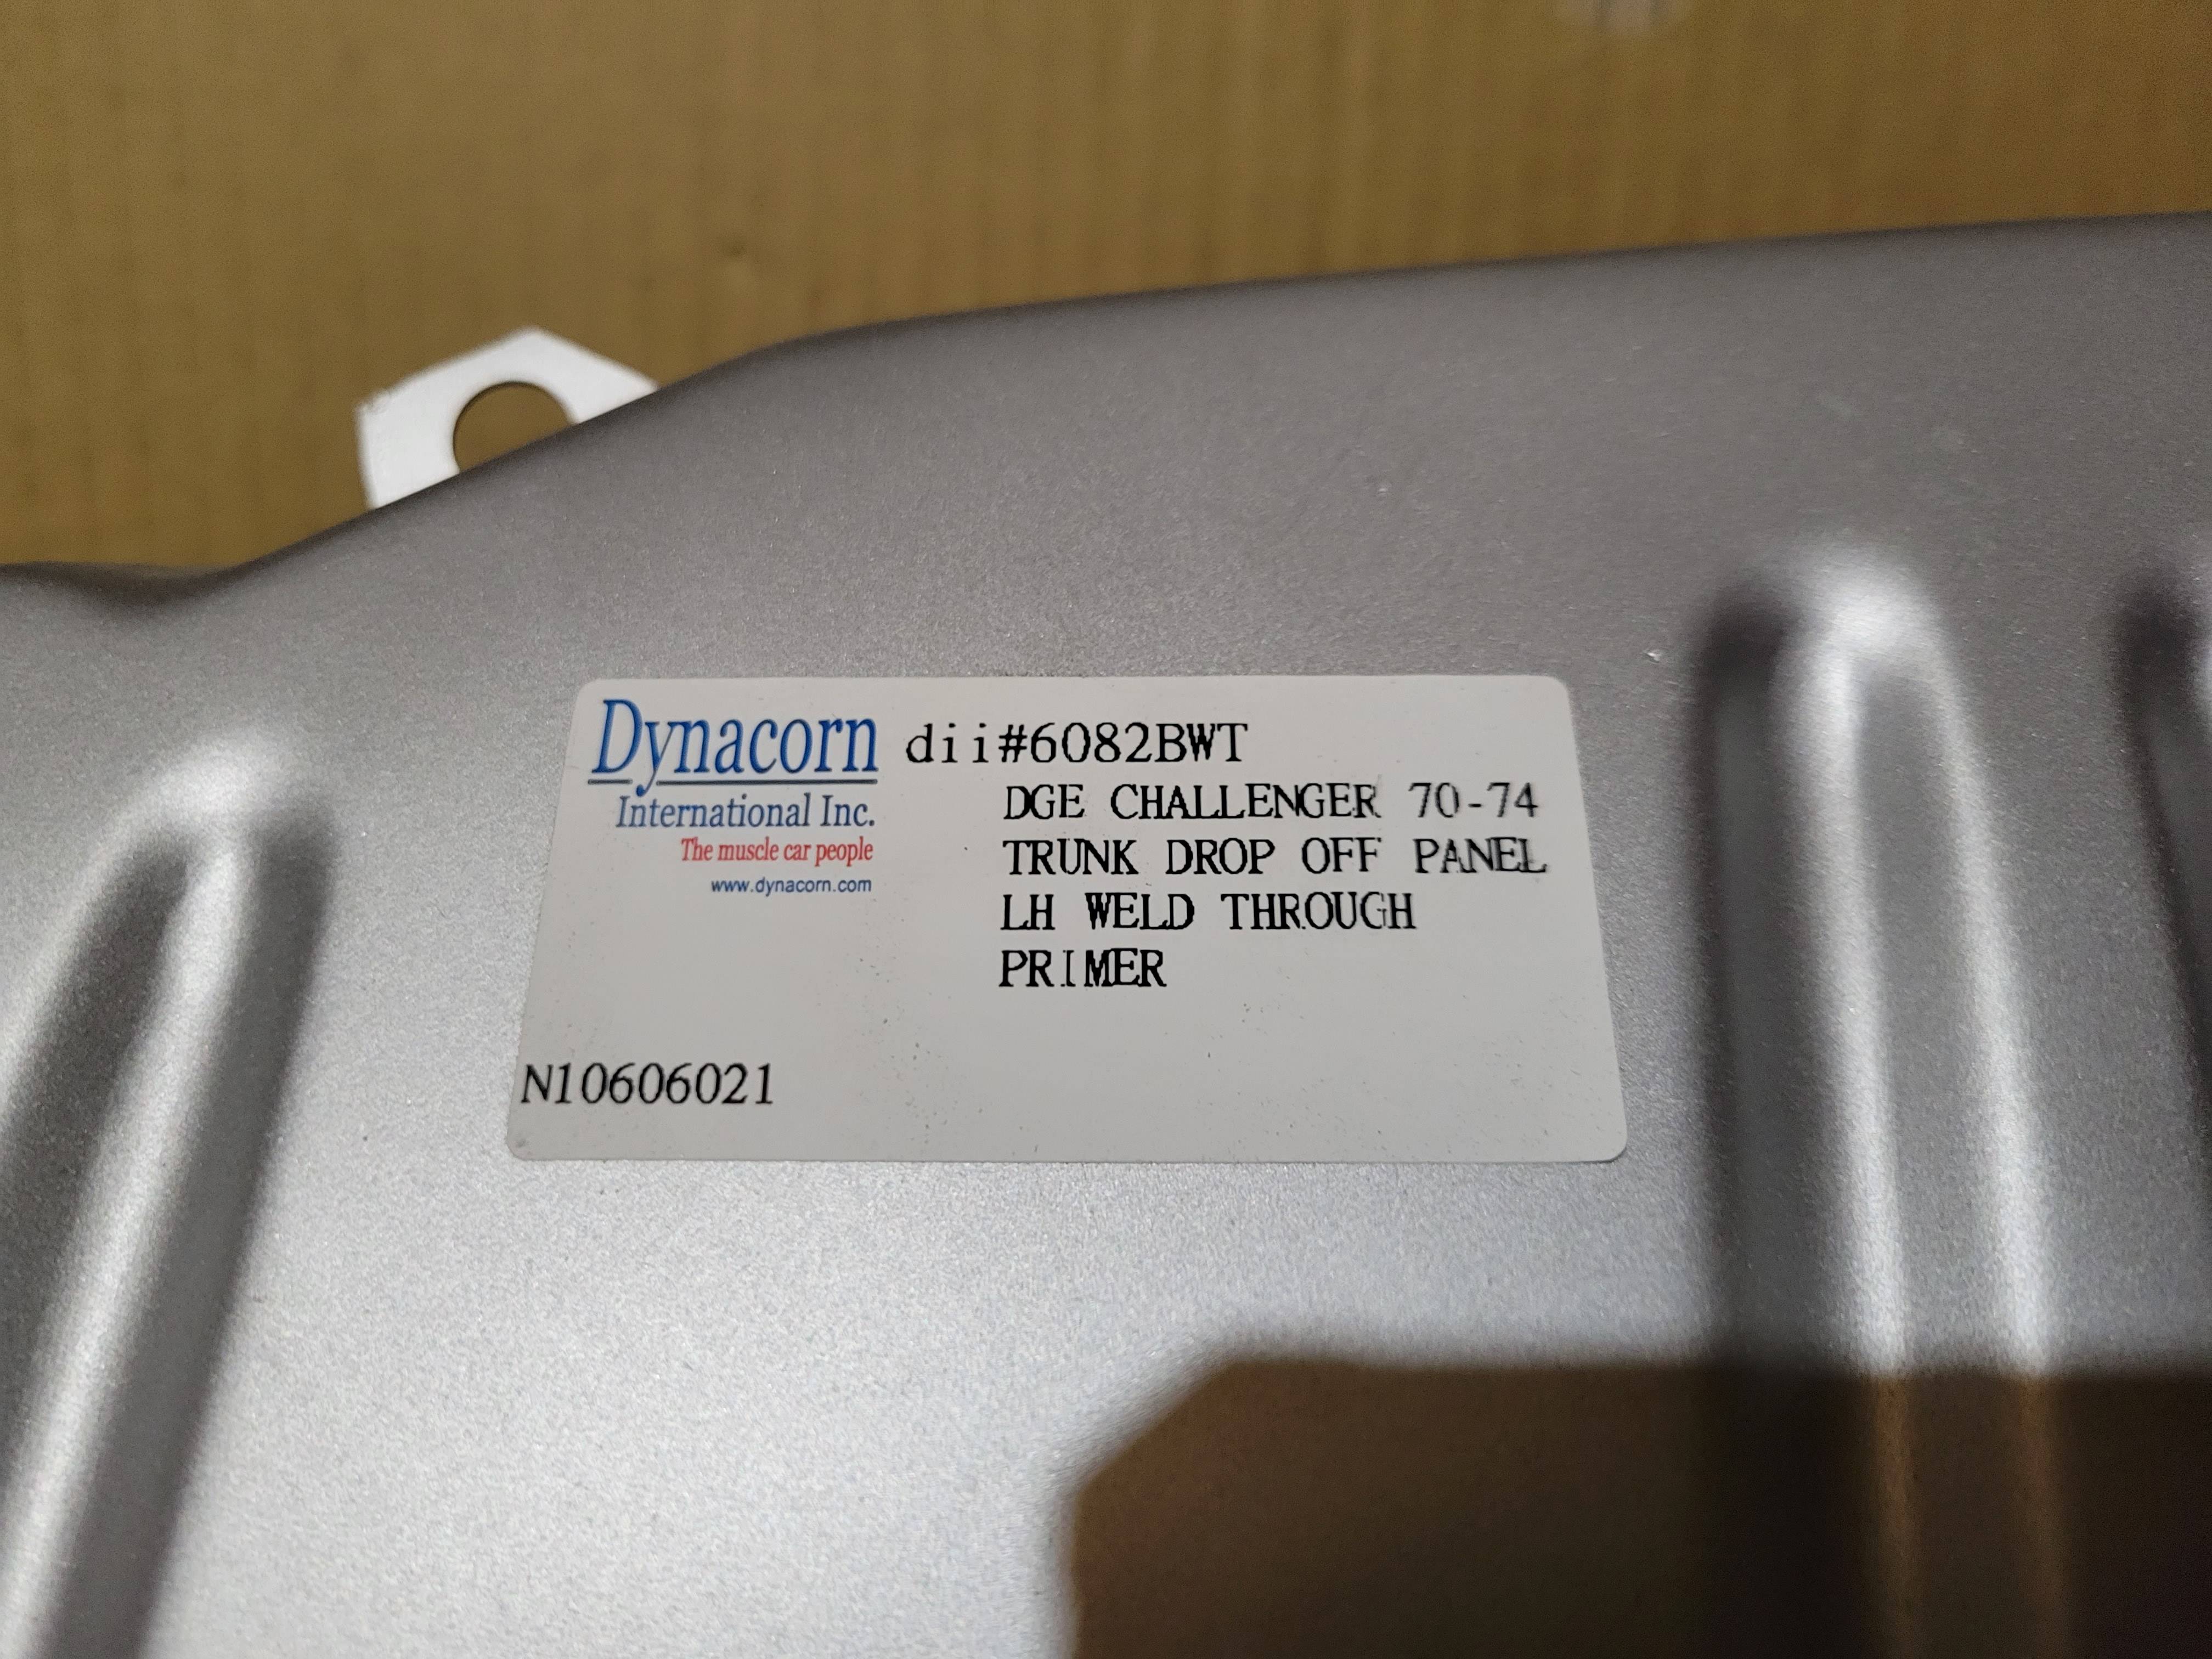 Dynacorn
International Inc.
The muscle car people
www.dynacorn.com
dii#6082BWT
DGE CHALLENGER 70-74
TRUNK DROP OFF PANEL
LH WELD THROUGH
PRIMER
N10606021